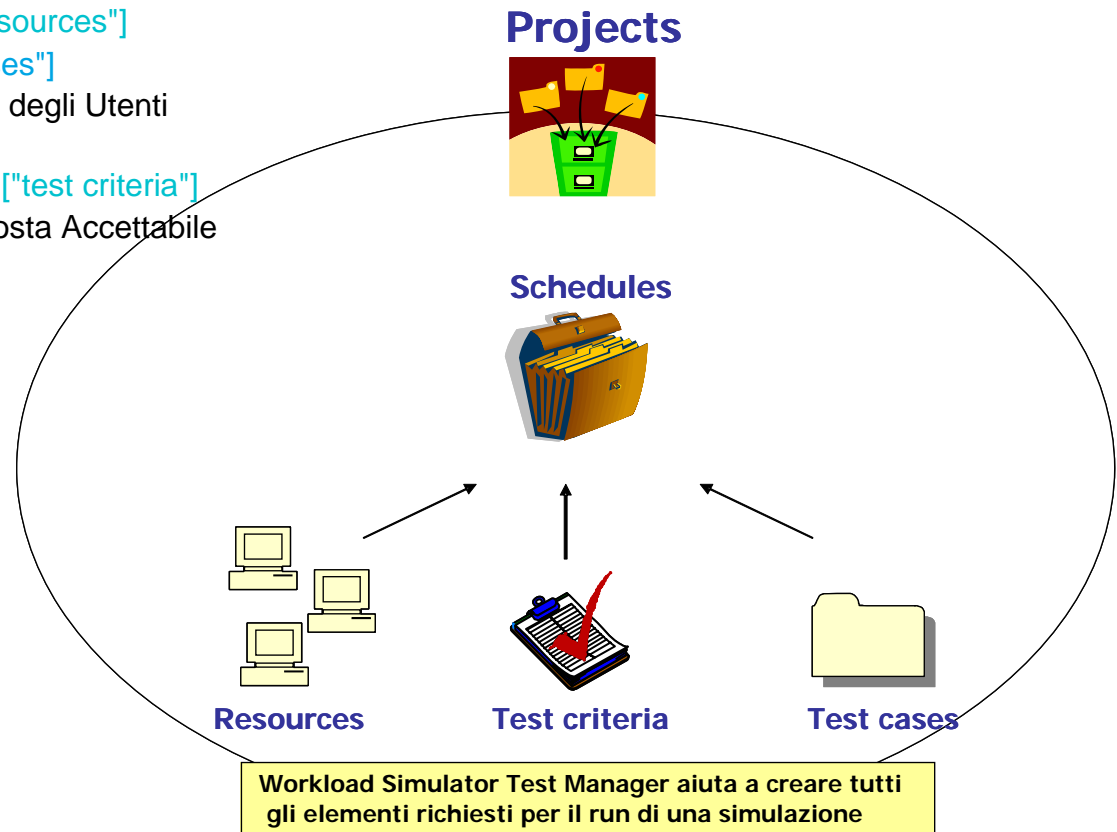 sources"]
es"]
degli Utenti
["test criteria"]
osta Accettabile
Projects
Schedules
Resources
Test criteria
Test cases
Workload Simulator Test Manager aiuta a creare tutti
gli elementi richiesti per il run di una simulazione